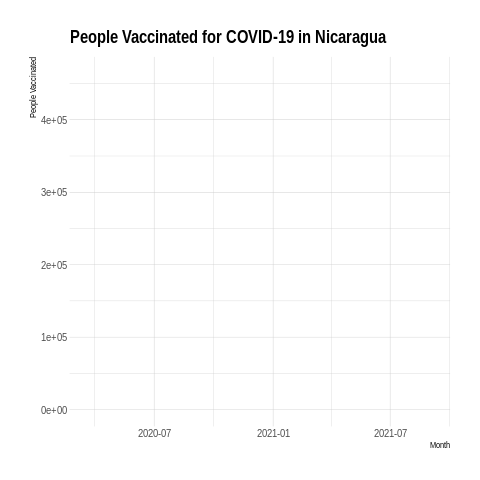 People Vaccinated for COVID-19 in Nicaragua
People Vaccinated
4e+05
3e+05
2e+05
1e+05
0e+00
2020-07 2021-01 2021-07
Month